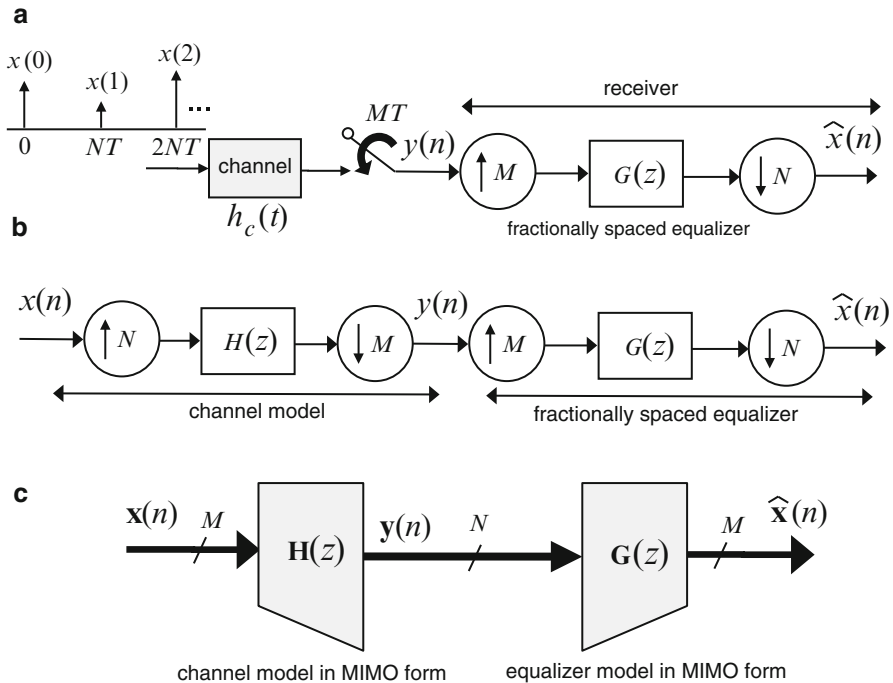 a
x(0)
x(1)
x(2)
...
0
NT
2NT
channel
h_c(t)
MT
y(n)
receiver
↑ M
G(z)
↓ N
x̂(n)
fractionally spaced equalizer
b
x(n)
↑ N
H(z)
↓ M
y(n)
↑ M
G(z)
↓ N
x̂(n)
channel model
fractionally spaced equalizer
c
x(n)
M
H(z)
y(n)
N
G(z)
M
x̂(n)
channel model in MIMO form
equalizer model in MIMO form